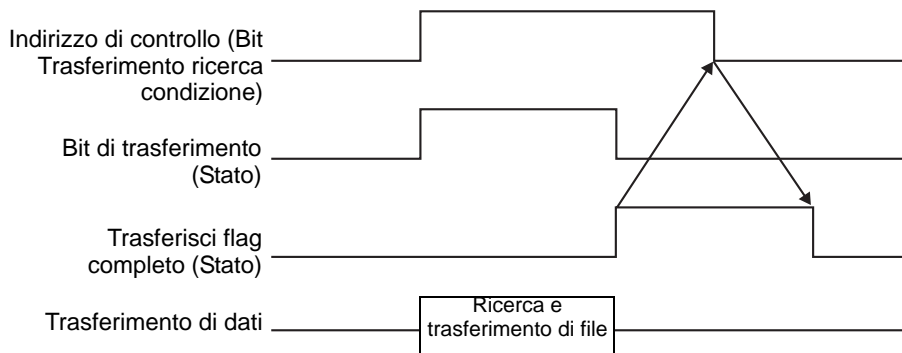 Indirizzo di controllo (Bit
Trasferimento ricerca
condizione)
Bit di trasferimento
(Stato)
Trasferisci flag
completo (Stato)
Trasferimento di dati
Ricerca e
trasferimento di file